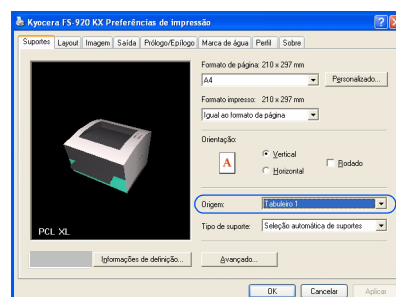 Kyocera FS-920 KX Preferências de impressão
Suportes Layout Imagem Saída Prólogo/Epílogo Marca de água Perfil Sobre
Formato de página: 210 x 297 mm
A4 Personalizado...
Formato impresso: 210 x 297 mm
Igual ao formato da página
Orientação:
A Vertical
Horizontal
Rodado
Origem: Tabuleiro 1
Tipo de suporte: Seleção automática de suportes
PCL XL
Informações de definição... Avançado...
OK Cancelar Aplicar